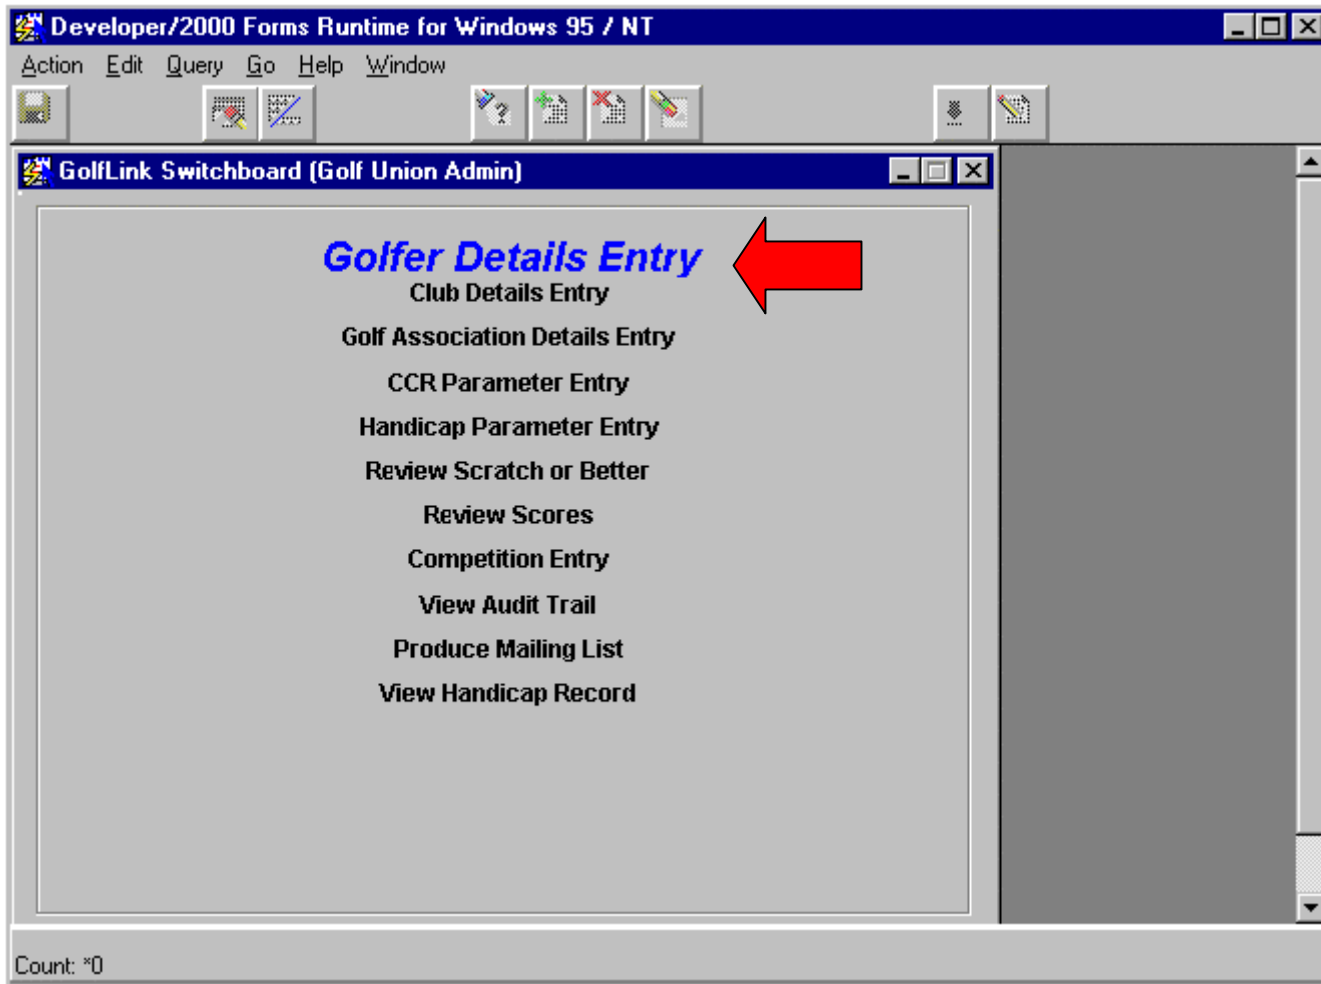 Developer/2000 Forms Runtime for Windows 95 / NT
Action Edit Query Go Help Window
GolfLink Switchboard (Golf Union Admin)
Golfer Details Entry
Club Details Entry
Golf Association Details Entry
CCR Parameter Entry
Handicap Parameter Entry
Review Scratch or Better
Review Scores
Competition Entry
View Audit Trail
Produce Mailing List
View Handicap Record
Count: *0